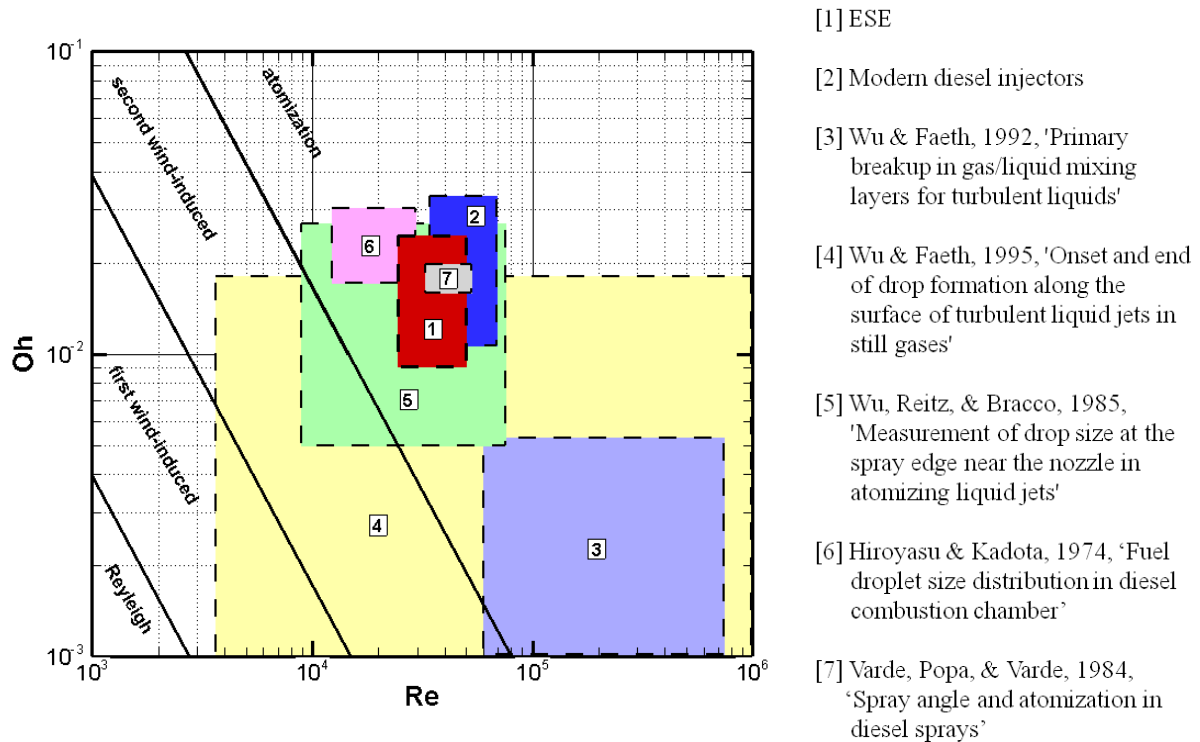 10-1
10-2
10-3
Oh
103
104
105
106
Re
atomization
second wind-induced
first wind-induced
Reyleigh
2
6
7
1
5
4
3
[1] ESE
[2] Modern diesel injectors
[3] Wu & Faeth, 1992, 'Primary
breakup in gas/liquid mixing
layers for turbulent liquids'
[4] Wu & Faeth, 1995, 'Onset and end
of drop formation along the
surface of turbulent liquid jets in
still gases'
[5] Wu, Reitz, & Bracco, 1985,
'Measurement of drop size at the
spray edge near the nozzle in
atomizing liquid jets'
[6] Hiroyasu & Kadota, 1974, ‘Fuel
droplet size distribution in diesel
combustion chamber’
[7] Varde, Popa, & Varde, 1984,
‘Spray angle and atomization in
diesel sprays’